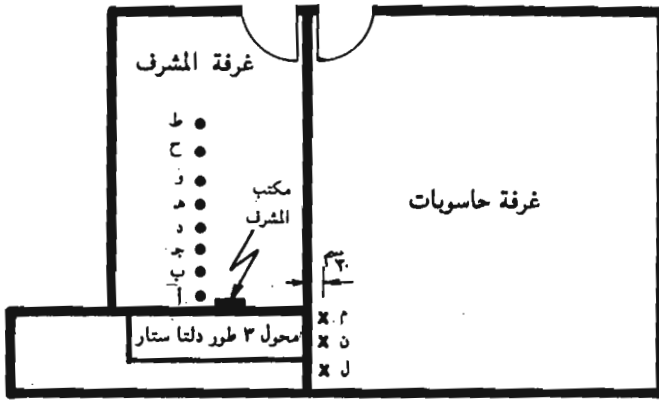 غرفة المشرف
ط
ح
و
هـ
د
جـ
ب
أ
مكتب
المشرف
غرفة حاسوبات
٣٠ سم
م
ن
ل
محول ٣ طور دلتا ستار